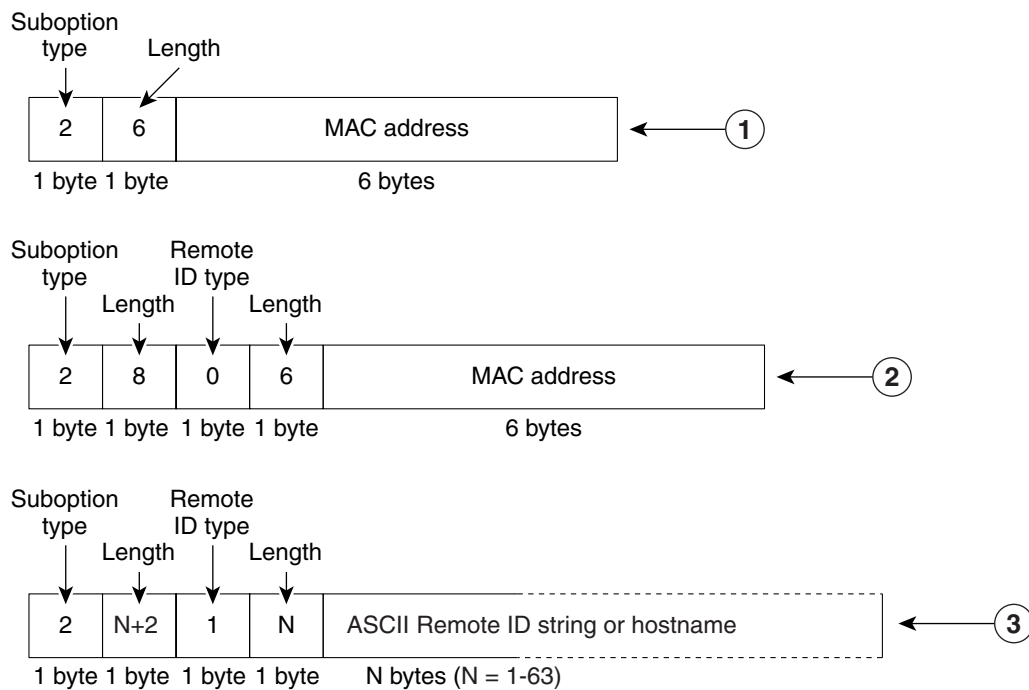 Suboption
type
Length
2 6 MAC address
1
1 byte 1 byte 6 bytes
Suboption
type
Remote
ID type
Length Length
2 8 0 6 MAC address
2
1 byte 1 byte 1 byte 1 byte 6 bytes
Suboption
type
Remote
ID type
Length Length
2 N+2 1 N ASCII Remote ID string or hostname
3
1 byte 1 byte 1 byte 1 byte N bytes (N = 1-63)